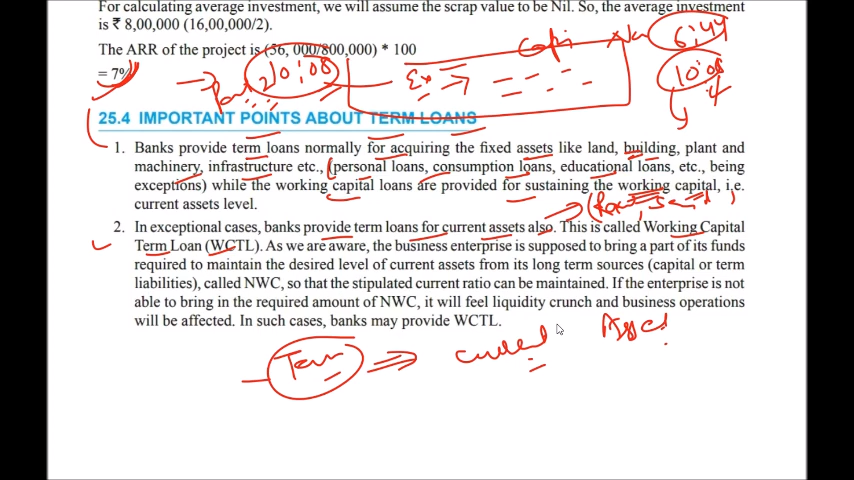 For calculating average investment, we will assume the scrap value to be Nil. So, the average investment
is ₹ 8,00,000 (16,00,000/2).
The ARR of the project is (56, 000/800,000) * 100
= 7%
6:44
10:08
10:08
Ex
25.4 IMPORTANT POINTS ABOUT TERM LOANS
1. Banks provide term loans normally for acquiring the fixed assets like land, building, plant and
machinery, infrastructure etc., (personal loans, consumption loans, educational loans, etc., being
exceptions) while the working capital loans are provided for sustaining the working capital, i.e.
current assets level.
2. In exceptional cases, banks provide term loans for current assets also. This is called Working Capital
Term Loan (WCTL). As we are aware, the business enterprise is supposed to bring a part of its funds
required to maintain the desired level of current assets from its long term sources (capital or term
liabilities), called NWC, so that the stipulated current ratio can be maintained. If the enterprise is not
able to bring in the required amount of NWC, it will feel liquidity crunch and business operations
will be affected. In such cases, banks may provide WCTL.
Term ⇒ current Asset